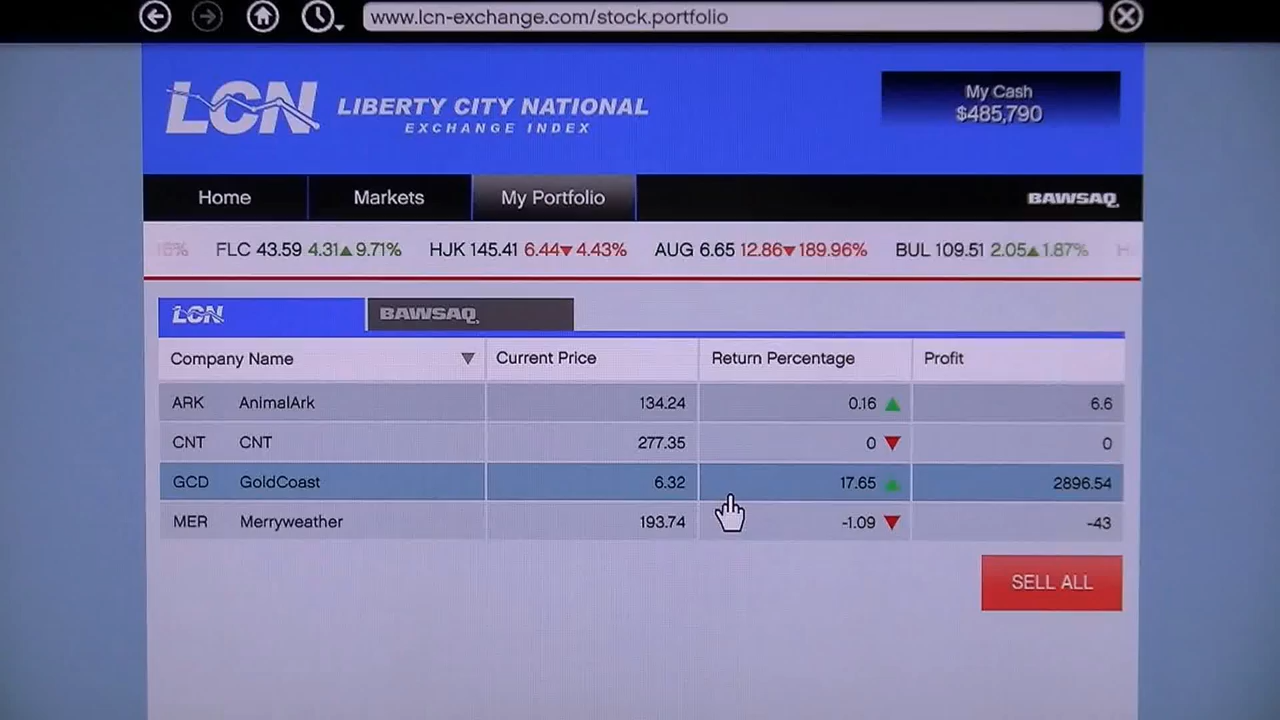 www.lcn-exchange.com/stock.portfolio
LCN LIBERTY CITY NATIONAL
EXCHANGE INDEX
My Cash
$485,790
Home Markets My Portfolio BAWSAQ
FLC 43.59 4.31▲9.71% HJK 145.41 6.44▼4.43% AUG 6.65 12.86▼189.96% BUL 109.51 2.05▲1.87%
LCN BAWSAQ
Company Name ▼ Current Price Return Percentage Profit
ARK AnimalArk 134.24 0.16 ▲ 6.6
CNT CNT 277.35 0 ▼ 0
GCD GoldCoast 6.32 17.65 ▲ 2896.54
MER Merryweather 193.74 -1.09 ▼ -43
SELL ALL